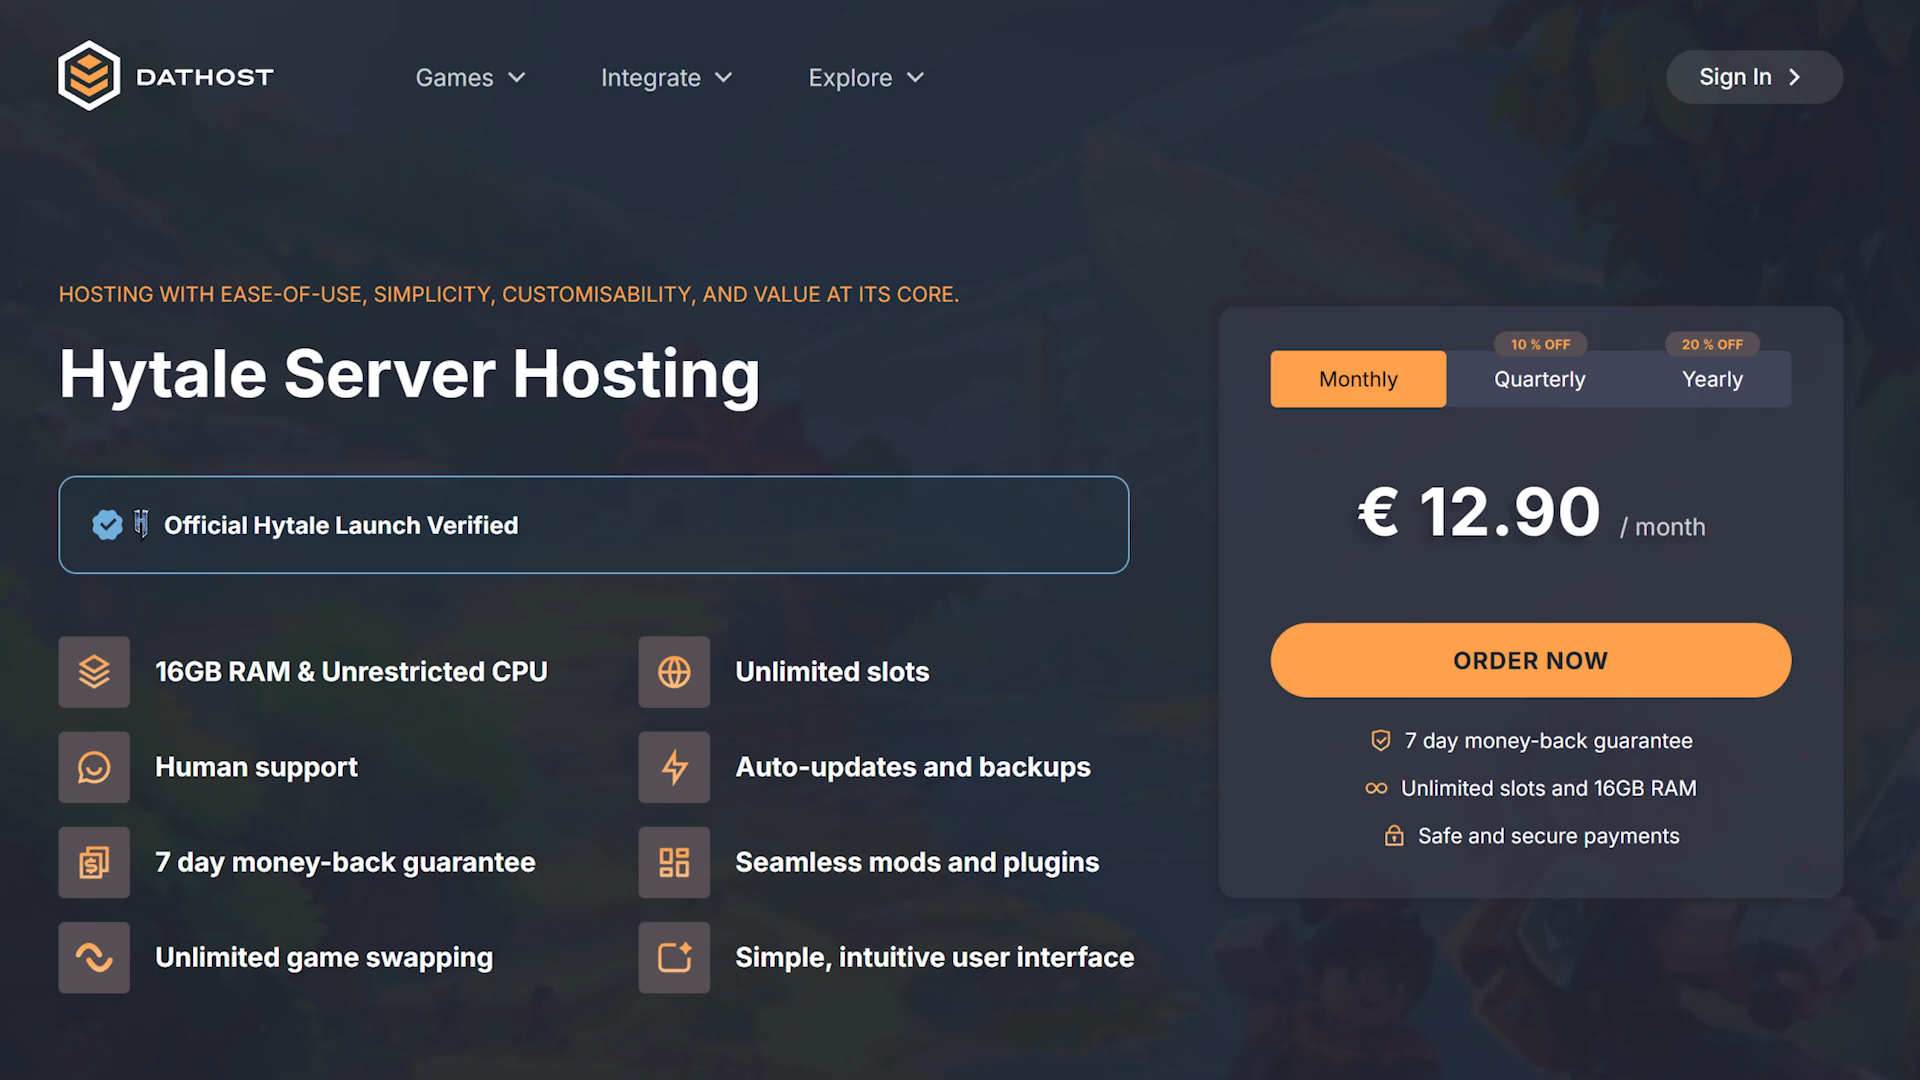 DATHOST
Games
Integrate
Explore
Sign In
HOSTING WITH EASE-OF-USE, SIMPLICITY, CUSTOMISABILITY, AND VALUE AT ITS CORE.
Hytale Server Hosting
Official Hytale Launch Verified
16GB RAM & Unrestricted CPU
Unlimited slots
Human support
Auto-updates and backups
7 day money-back guarantee
Seamless mods and plugins
Unlimited game swapping
Simple, intuitive user interface
10 % OFF
20 % OFF
Monthly
Quarterly
Yearly
€ 12.90 / month
ORDER NOW
7 day money-back guarantee
Unlimited slots and 16GB RAM
Safe and secure payments